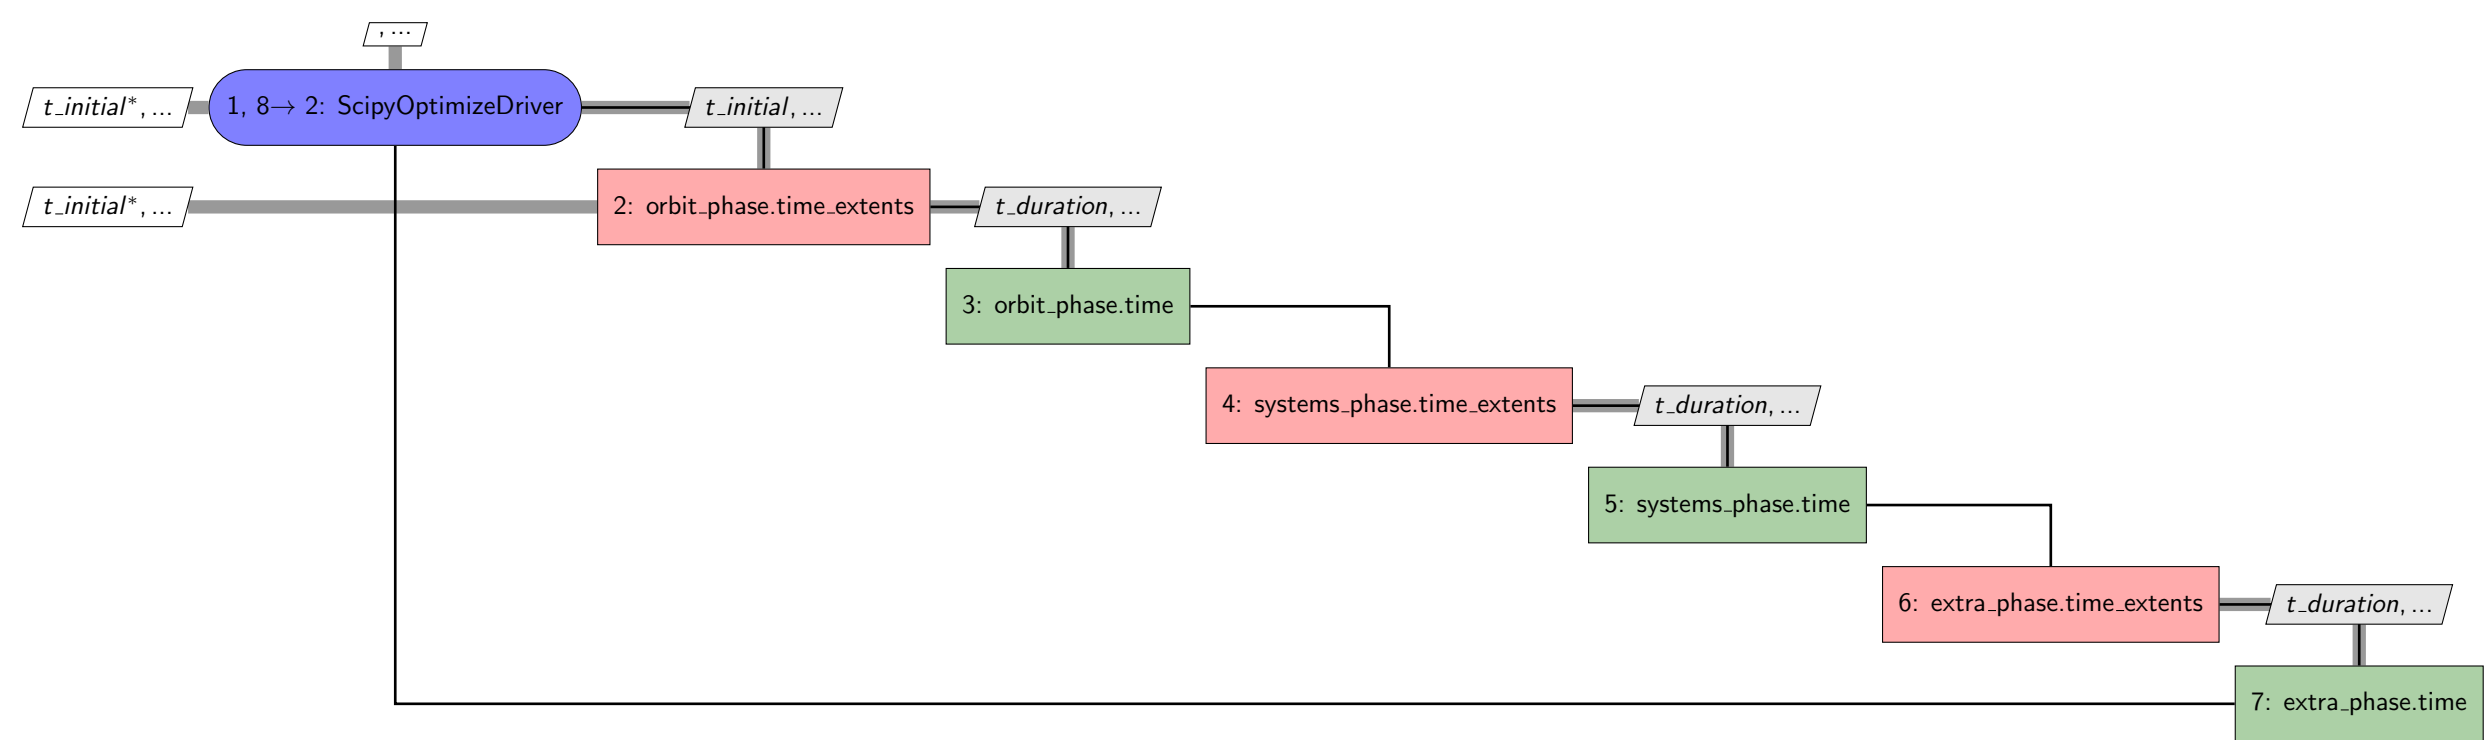 , ...
t_initial*, ...
1, 8→ 2: ScipyOptimizeDriver
t_initial, ...
t_initial*, ...
2: orbit_phase.time_extents
t_duration, ...
3: orbit_phase.time
4: systems_phase.time_extents
t_duration, ...
5: systems_phase.time
6: extra_phase.time_extents
t_duration, ...
7: extra_phase.time